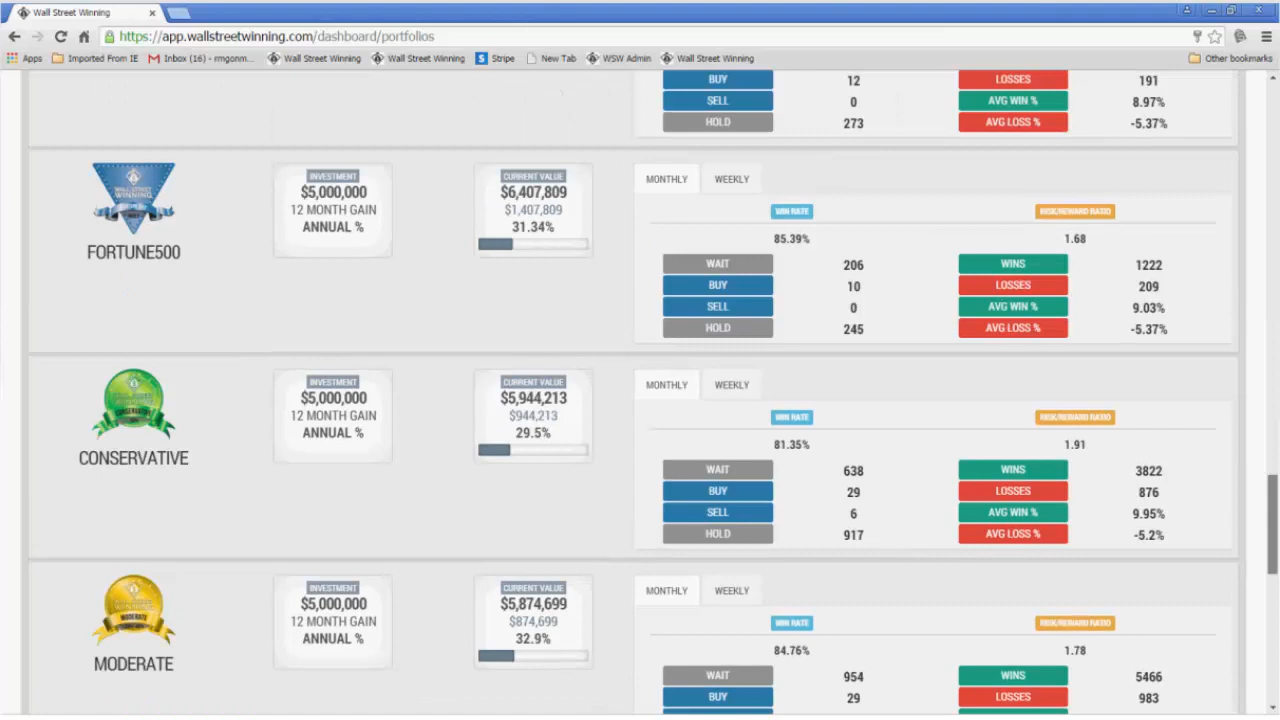 Wall Street Winning
https://app.wallstreetwinning.com/dashboard/portfolios
Apps Imported From IE Inbox (16) - rmgonm... Wall Street Winning Wall Street Winning Stripe New Tab WSW Admin Wall Street Winning Other bookmarks
BUY 12 LOSSES 191
SELL 0 AVG WIN % 8.97%
HOLD 273 AVG LOSS % -5.37%
WALL STREET WINNING
FORTUNE500
INVESTMENT
$5,000,000
12 MONTH GAIN
ANNUAL %
CURRENT VALUE
$6,407,809
$1,407,809
31.34%
MONTHLY WEEKLY
WIN RATE RISK/REWARD RATIO
85.39% 1.68
WAIT 206 WINS 1222
BUY 10 LOSSES 209
SELL 0 AVG WIN % 9.03%
HOLD 245 AVG LOSS % -5.37%
CONSERVATIVE
CONSERVATIVE
INVESTMENT
$5,000,000
12 MONTH GAIN
ANNUAL %
CURRENT VALUE
$5,944,213
$944,213
29.5%
MONTHLY WEEKLY
WIN RATE RISK/REWARD RATIO
81.35% 1.91
WAIT 638 WINS 3822
BUY 29 LOSSES 876
SELL 6 AVG WIN % 9.95%
HOLD 917 AVG LOSS % -5.2%
MODERATE
MODERATE
INVESTMENT
$5,000,000
12 MONTH GAIN
ANNUAL %
CURRENT VALUE
$5,874,699
$874,699
32.9%
MONTHLY WEEKLY
WIN RATE RISK/REWARD RATIO
84.76% 1.78
WAIT 954 WINS 5466
BUY 29 LOSSES 983